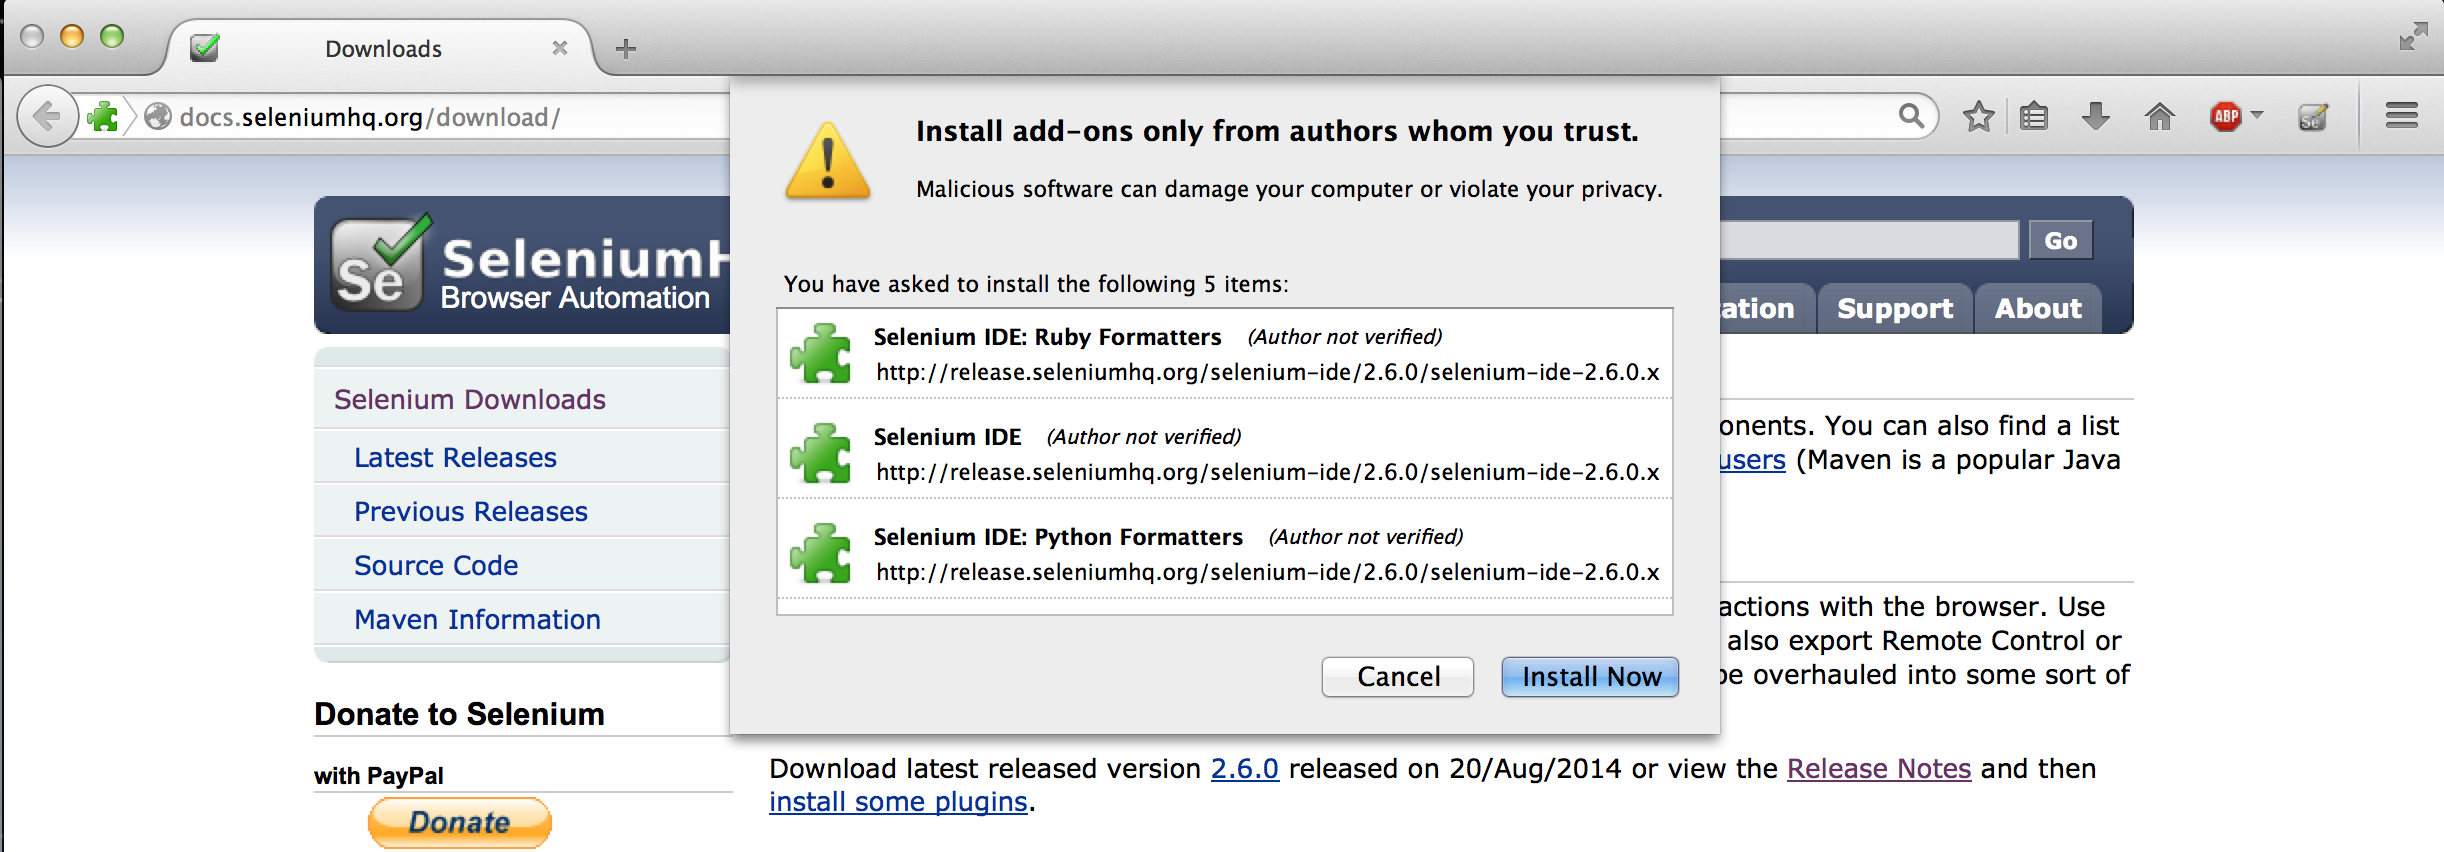 Downloads
docs.seleniumhq.org/download/
ABP
Install add-ons only from authors whom you trust.
Malicious software can damage your computer or violate your privacy.
Se
SeleniumH
Browser Automation
Go
ation
Support
About
You have asked to install the following 5 items:
Selenium IDE: Ruby Formatters (Author not verified)
http://release.seleniumhq.org/selenium-ide/2.6.0/selenium-ide-2.6.0.x
Selenium IDE (Author not verified)
http://release.seleniumhq.org/selenium-ide/2.6.0/selenium-ide-2.6.0.x
Selenium IDE: Python Formatters (Author not verified)
http://release.seleniumhq.org/selenium-ide/2.6.0/selenium-ide-2.6.0.x
Cancel
Install Now
Selenium Downloads
Latest Releases
Previous Releases
Source Code
Maven Information
onents. You can also find a list
users (Maven is a popular Java
actions with the browser. Use
also export Remote Control or
be overhauled into some sort of
Donate to Selenium
with PayPal
Donate
Download latest released version 2.6.0 released on 20/Aug/2014 or view the Release Notes and then
install some plugins.